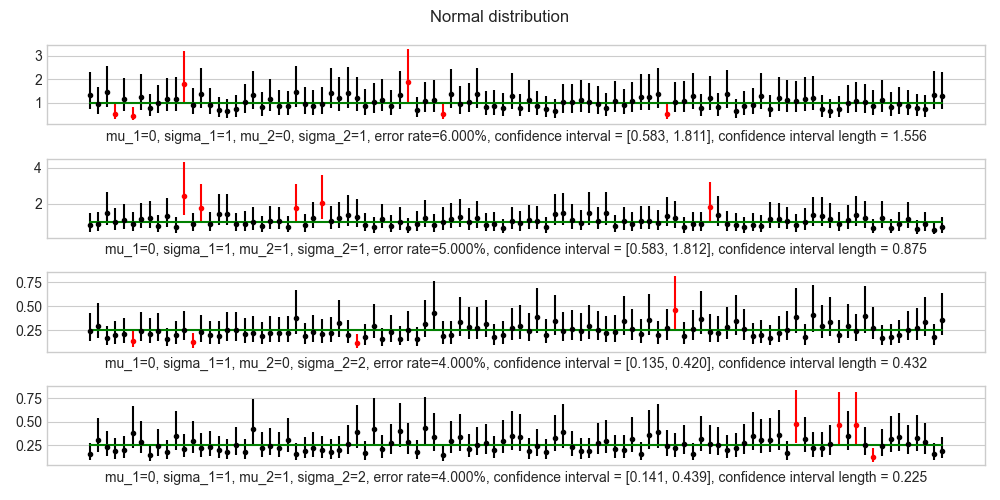 Normal distribution
3
2
1
mu_1=0, sigma_1=1, mu_2=0, sigma_2=1, error rate=6.000%, confidence interval = [0.583, 1.811], confidence interval length = 1.556
4
2
mu_1=0, sigma_1=1, mu_2=1, sigma_2=1, error rate=5.000%, confidence interval = [0.583, 1.812], confidence interval length = 0.875
0.75
0.50
0.25
mu_1=0, sigma_1=1, mu_2=0, sigma_2=2, error rate=4.000%, confidence interval = [0.135, 0.420], confidence interval length = 0.432
0.75
0.50
0.25
mu_1=0, sigma_1=1, mu_2=1, sigma_2=2, error rate=4.000%, confidence interval = [0.141, 0.439], confidence interval length = 0.225